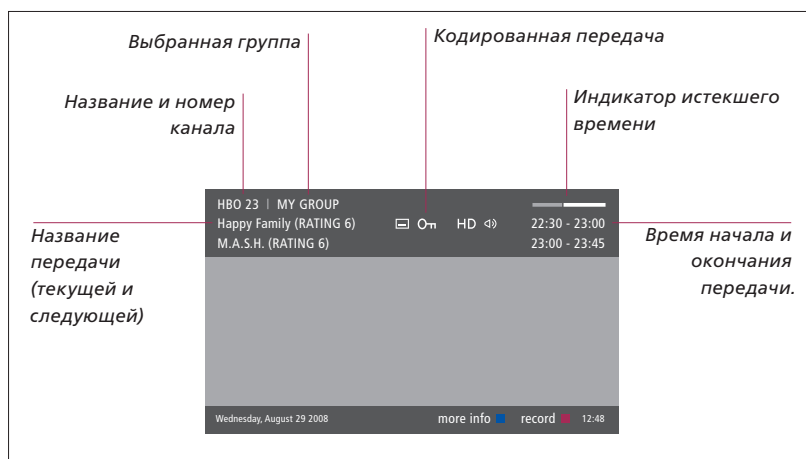 Выбранная группа
Кодированная передача
Название и номер
канала
Индикатор истекшего
времени
HBO 23 | MY GROUP
Happy Family (RATING 6) HD 22:30 - 23:00
M.A.S.H. (RATING 6) 23:00 - 23:45
Название
передачи
(текущей и
следующей)
Время начала и
окончания
передачи.
Wednesday, August 29 2008 more info record 12:48